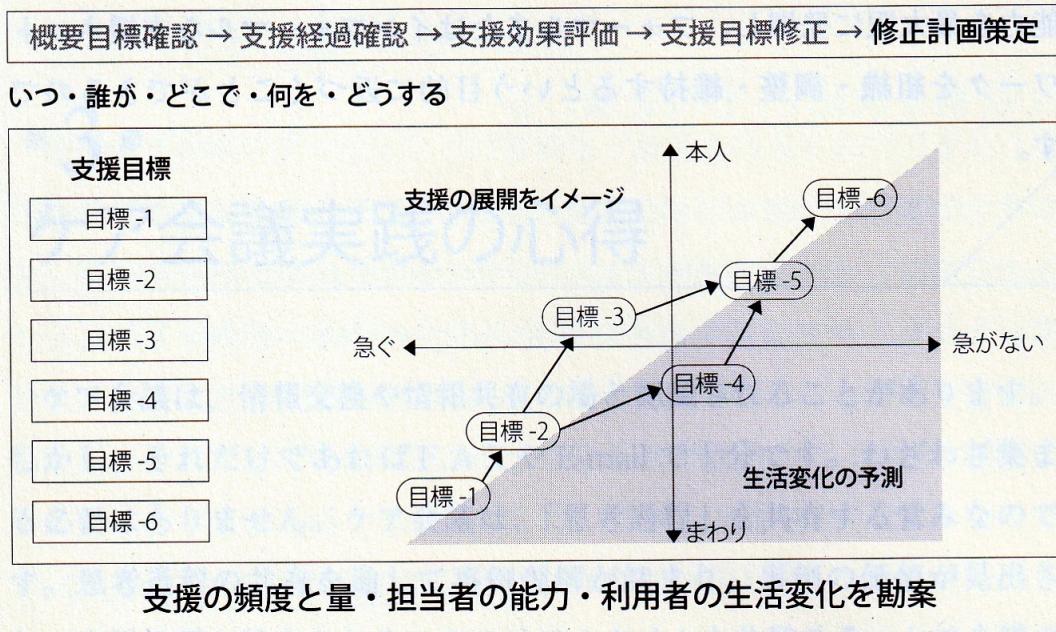 概要目標確認→支援経過確認→支援効果評価→支援目標修正→修正計画策定
いつ・誰が・どこで・何を・どうする
支援目標
目標-1
目標-2
目標-3
目標-4
目標-5
目標-6
支援の展開をイメージ
本人
目標-6
目標-5
目標-3
急ぐ
急がない
目標-4
目標-2
生活変化の予測
目標-1
まわり
支援の頻度と量・担当者の能力・利用者の生活変化を勘案